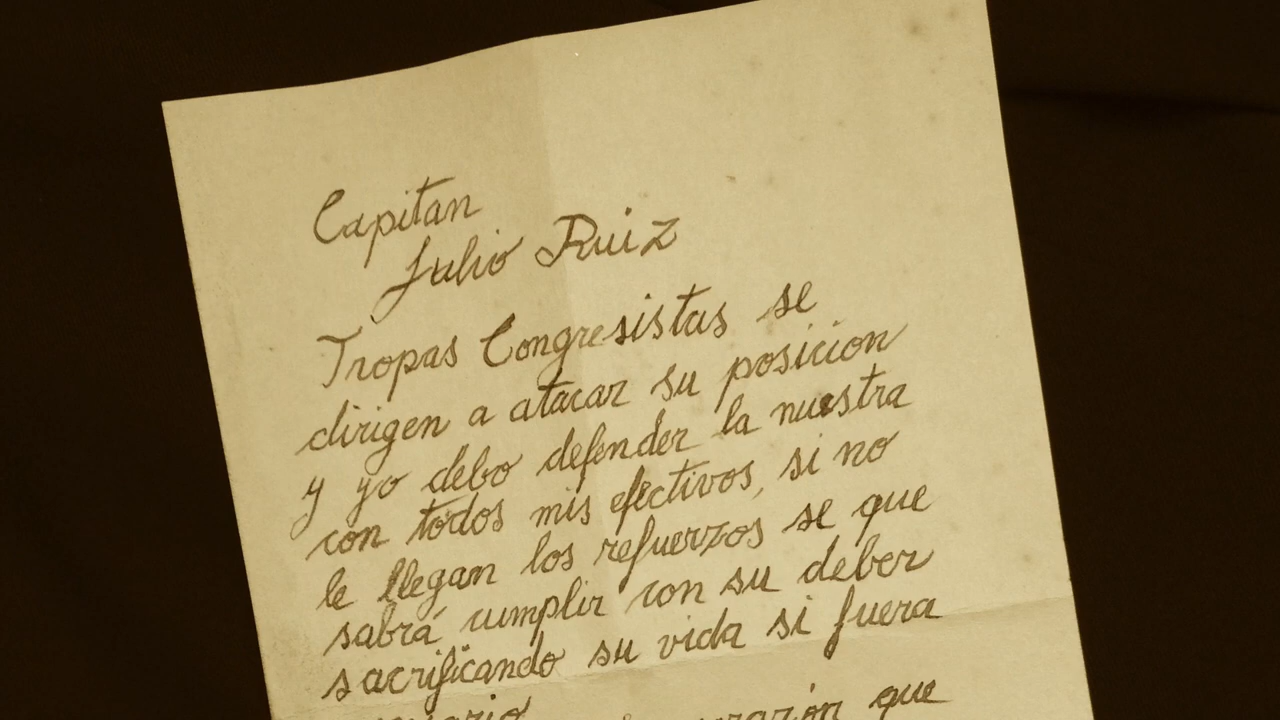 Capitan
Julio Ruiz
Tropas Congresistas se
dirigen a atacar su posicion
y yo debo defender la nuestra
con todos mis efectivos, si no
le llegan los refuerzos se que
sabrá cumplir con su deber
sacrificando su vida si fuera
que